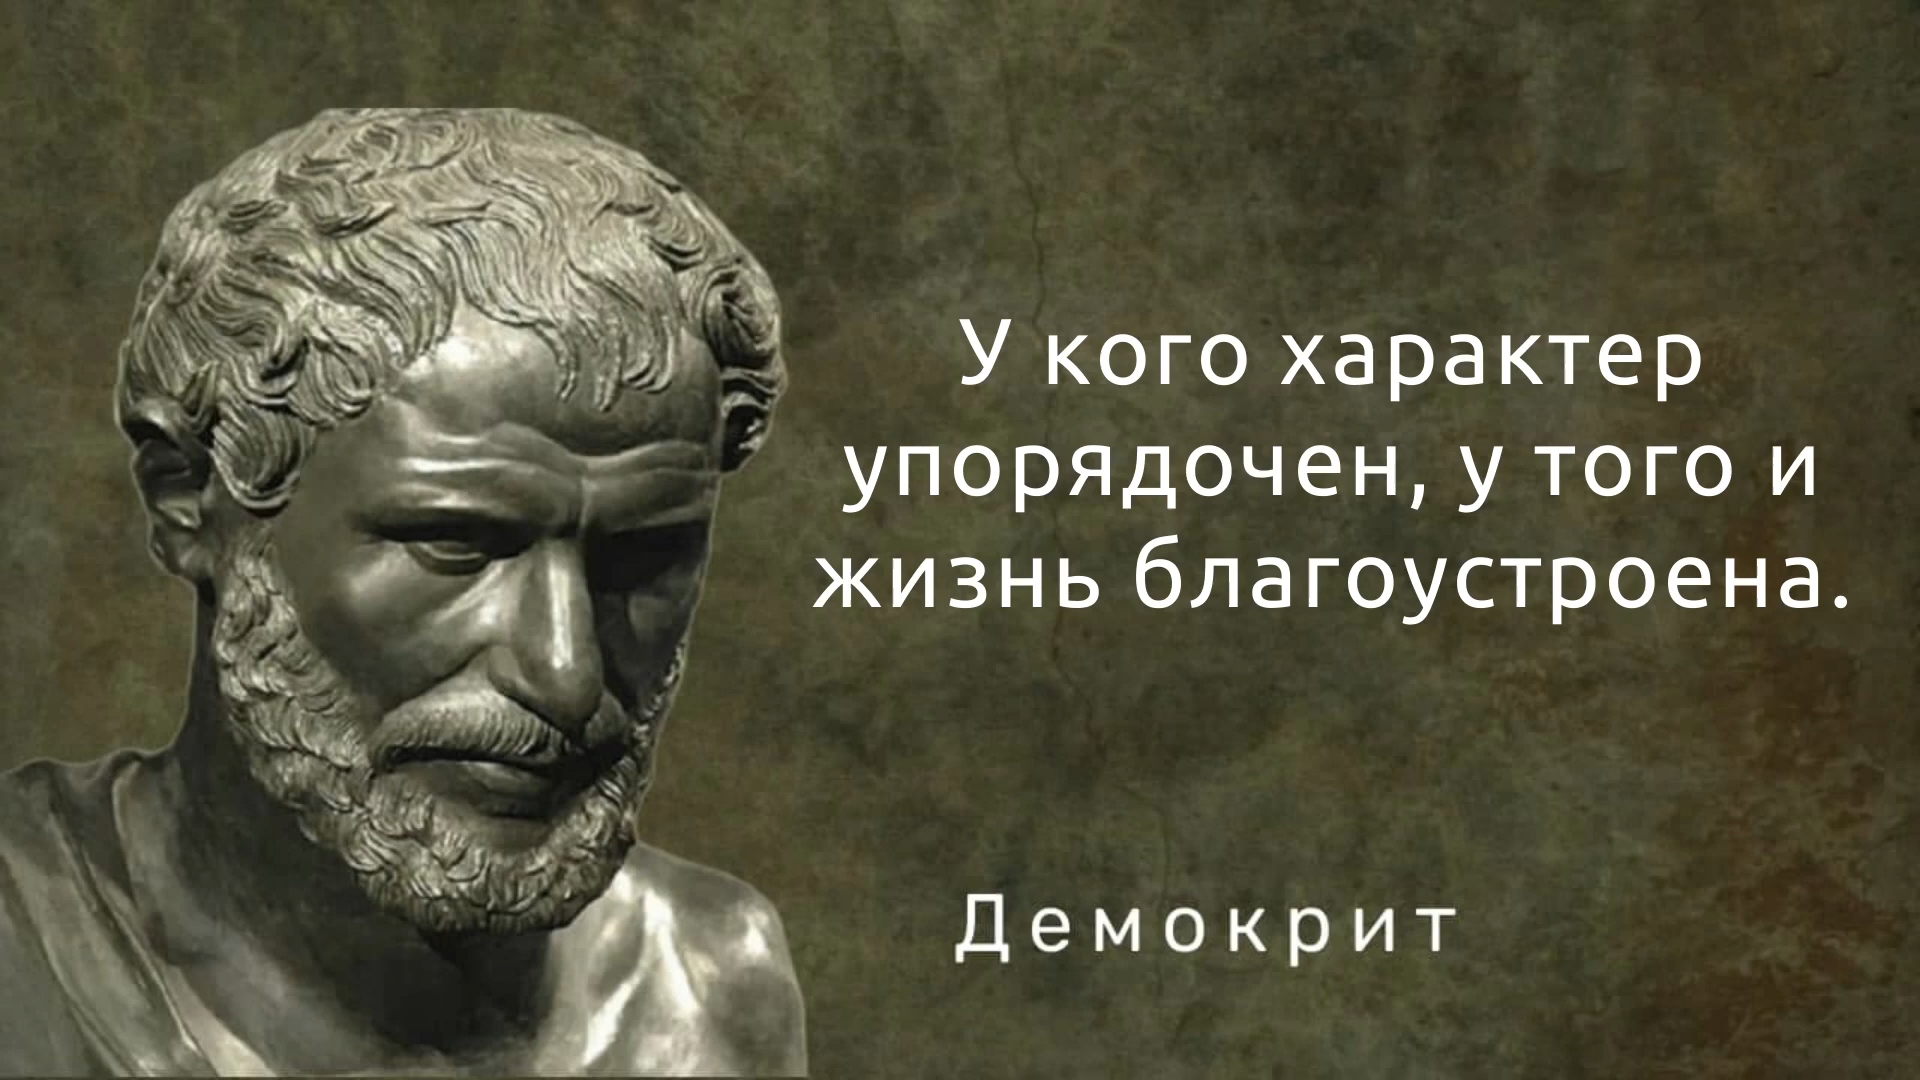 У кого характер
упорядочен, у того и
жизнь благоустроена.
Демокрит